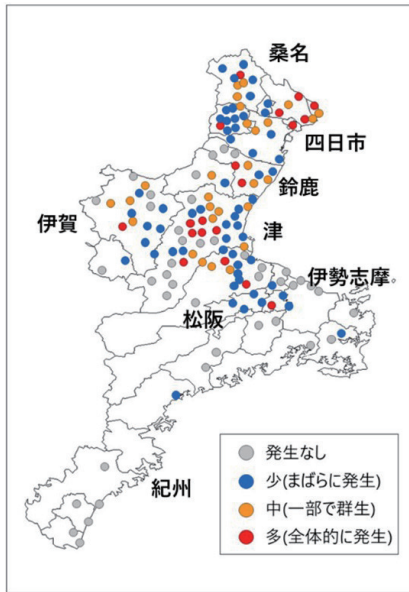 桑名
四日市
鈴鹿
伊賀
津
伊勢志摩。
松阪
紀州
発生なし
少(まばらに発生)
中(一部で群生)
多(全体的に発生)